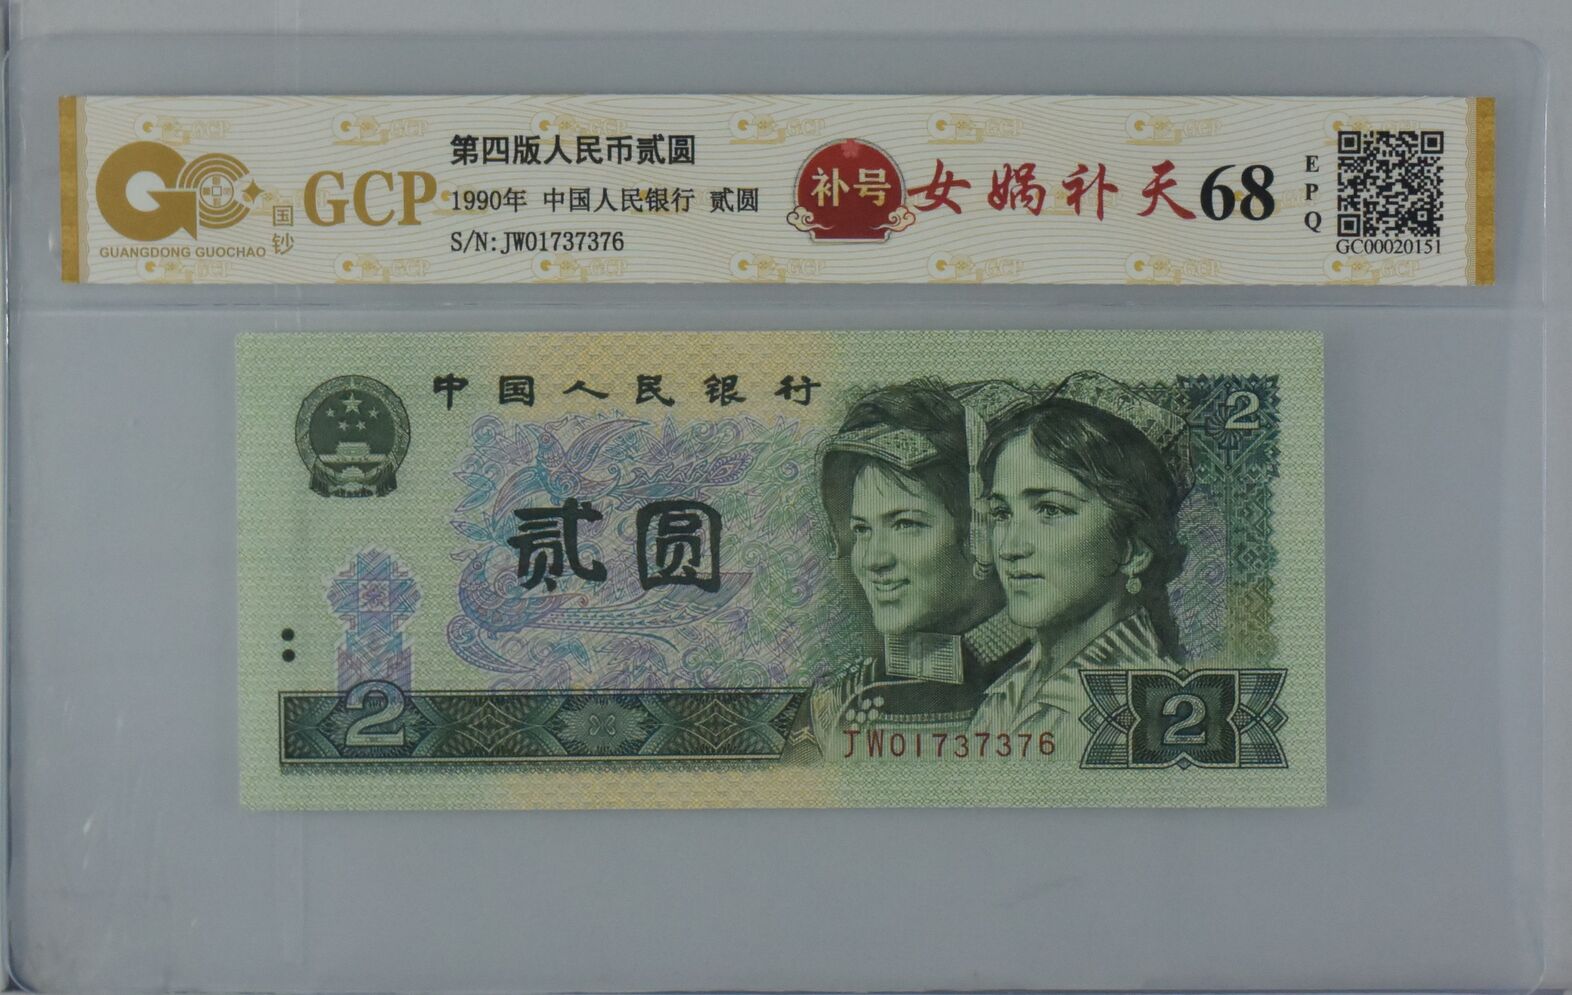 GUANGDONG GUOCHAO
国钞
GCP
第四版人民币贰圆
1990年 中国人民银行 贰圆
S/N:JW01737376
补号
女娲补天
68
EPQ
GC00020151
中国人民银行
2
贰圆
2
JW01737376
2